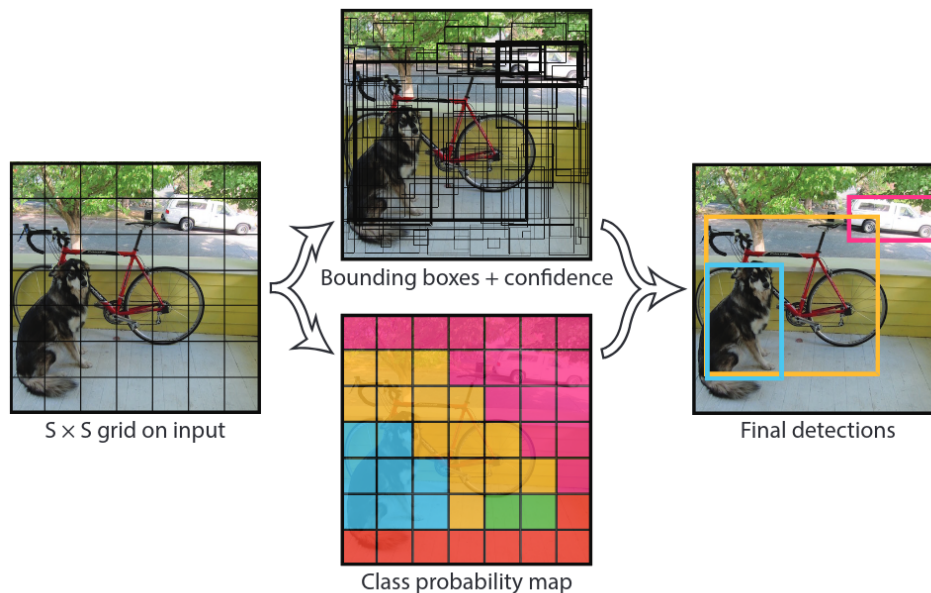 Bounding boxes + confidence
S × S grid on input
Final detections
Class probability map